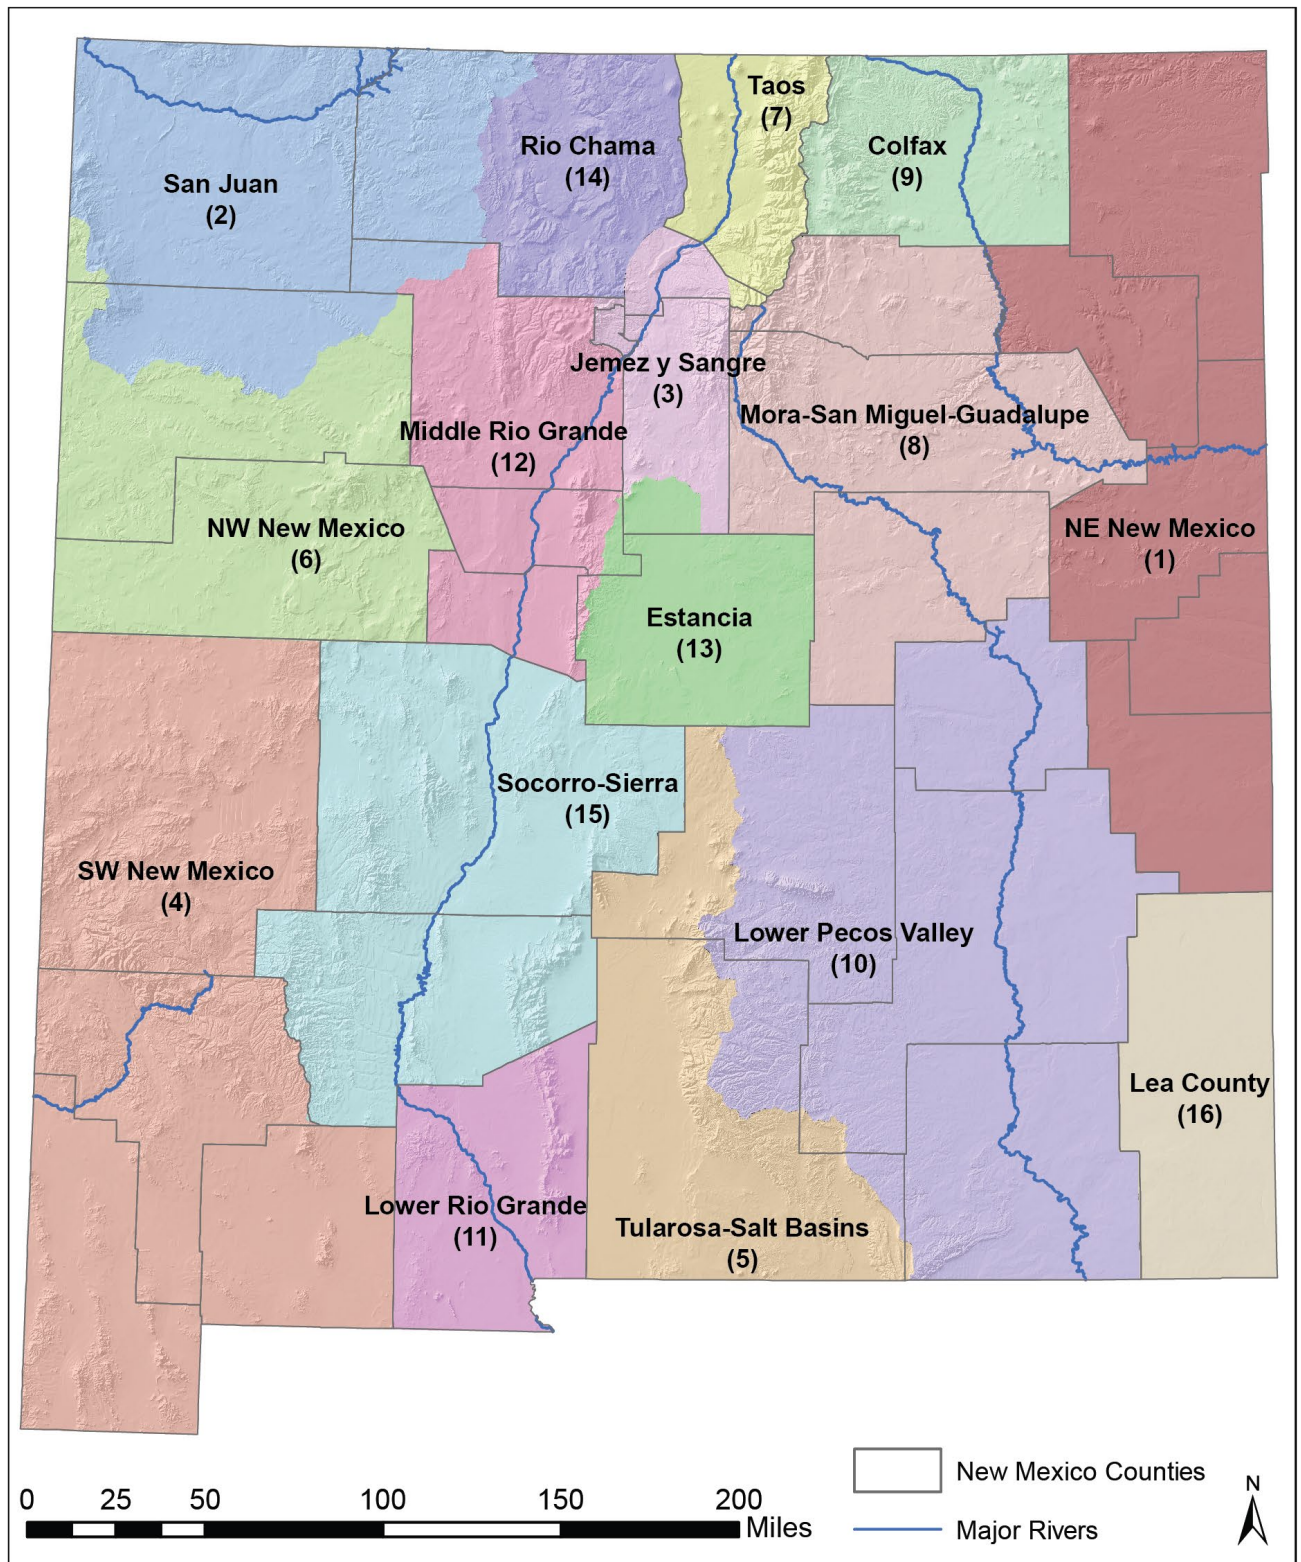 Taos
(7)
Rio Chama
(14)
Colfax
(9)
San Juan
(2)
Jemez y Sangre
(3)
Mora-San Miguel-Guadalupe
(8)
Middle Rio Grande
(12)
NW New Mexico
(6)
NE New Mexico
(1)
Estancia
(13)
Socorro-Sierra
(15)
SW New Mexico
(4)
Lower Pecos Valley
(10)
Lea County
(16)
Lower Rio Grande
(11)
Tularosa-Salt Basins
(5)
New Mexico Counties
Major Rivers
N
0 25 50 100 150 200
Miles